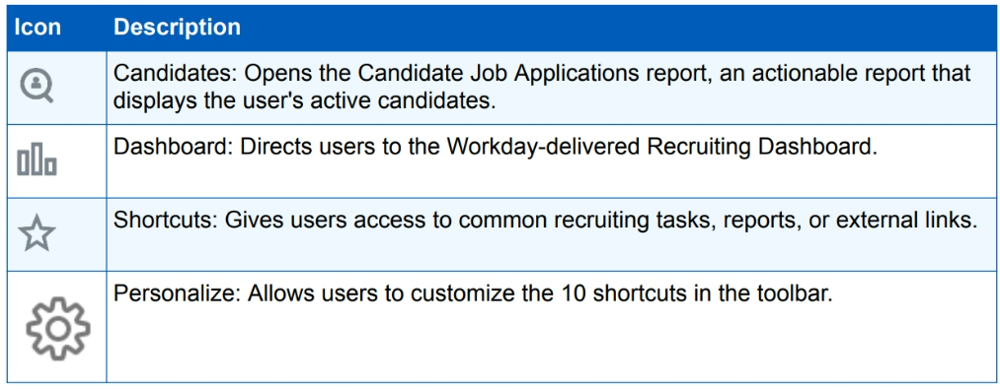 Icon Description
Candidates: Opens the Candidate Job Applications report, an actionable report that
displays the user's active candidates.
Dashboard: Directs users to the Workday-delivered Recruiting Dashboard.
Shortcuts: Gives users access to common recruiting tasks, reports, or external links.
Personalize: Allows users to customize the 10 shortcuts in the toolbar.